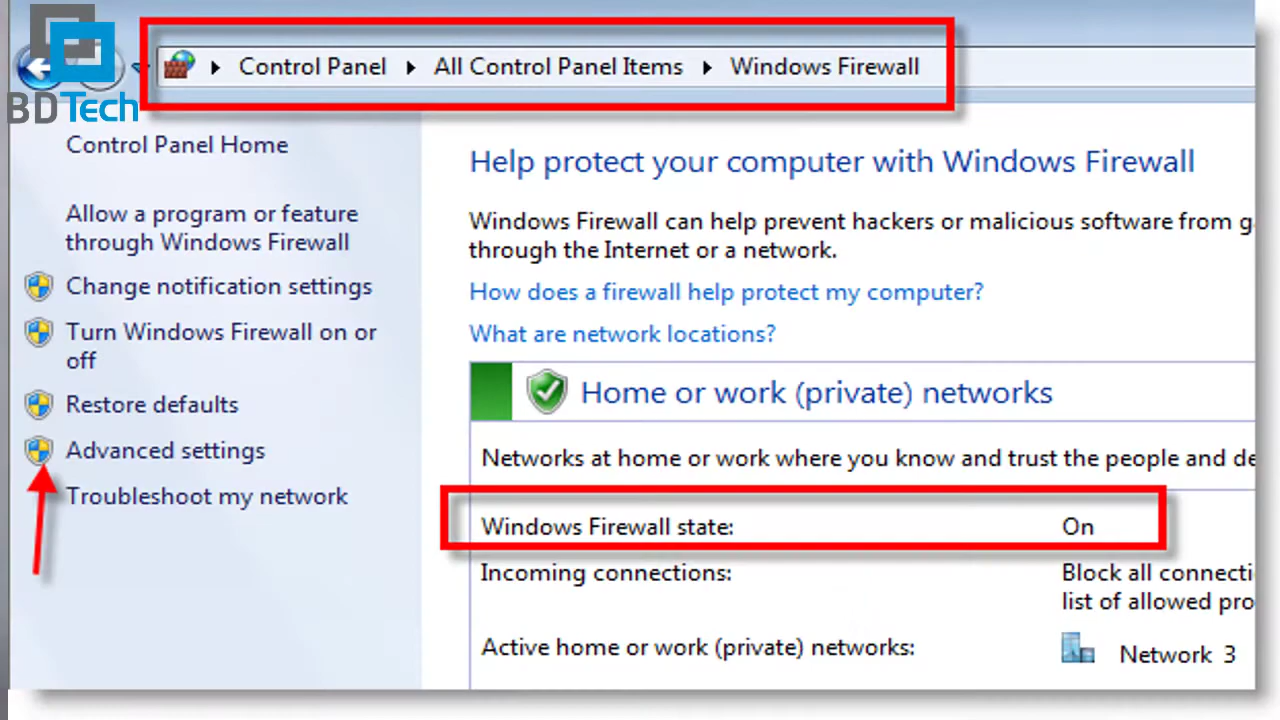 BD Tech
Control Panel All Control Panel Items Windows Firewall
Control Panel Home
Allow a program or feature
through Windows Firewall
Change notification settings
Turn Windows Firewall on or
off
Restore defaults
Advanced settings
Troubleshoot my network
Help protect your computer with Windows Firewall
Windows Firewall can help prevent hackers or malicious software from g
through the Internet or a network.
How does a firewall help protect my computer?
What are network locations?
Home or work (private) networks
Networks at home or work where you know and trust the people and de
Windows Firewall state: On
Incoming connections: Block all connecti
list of allowed pro
Active home or work (private) networks: Network 3